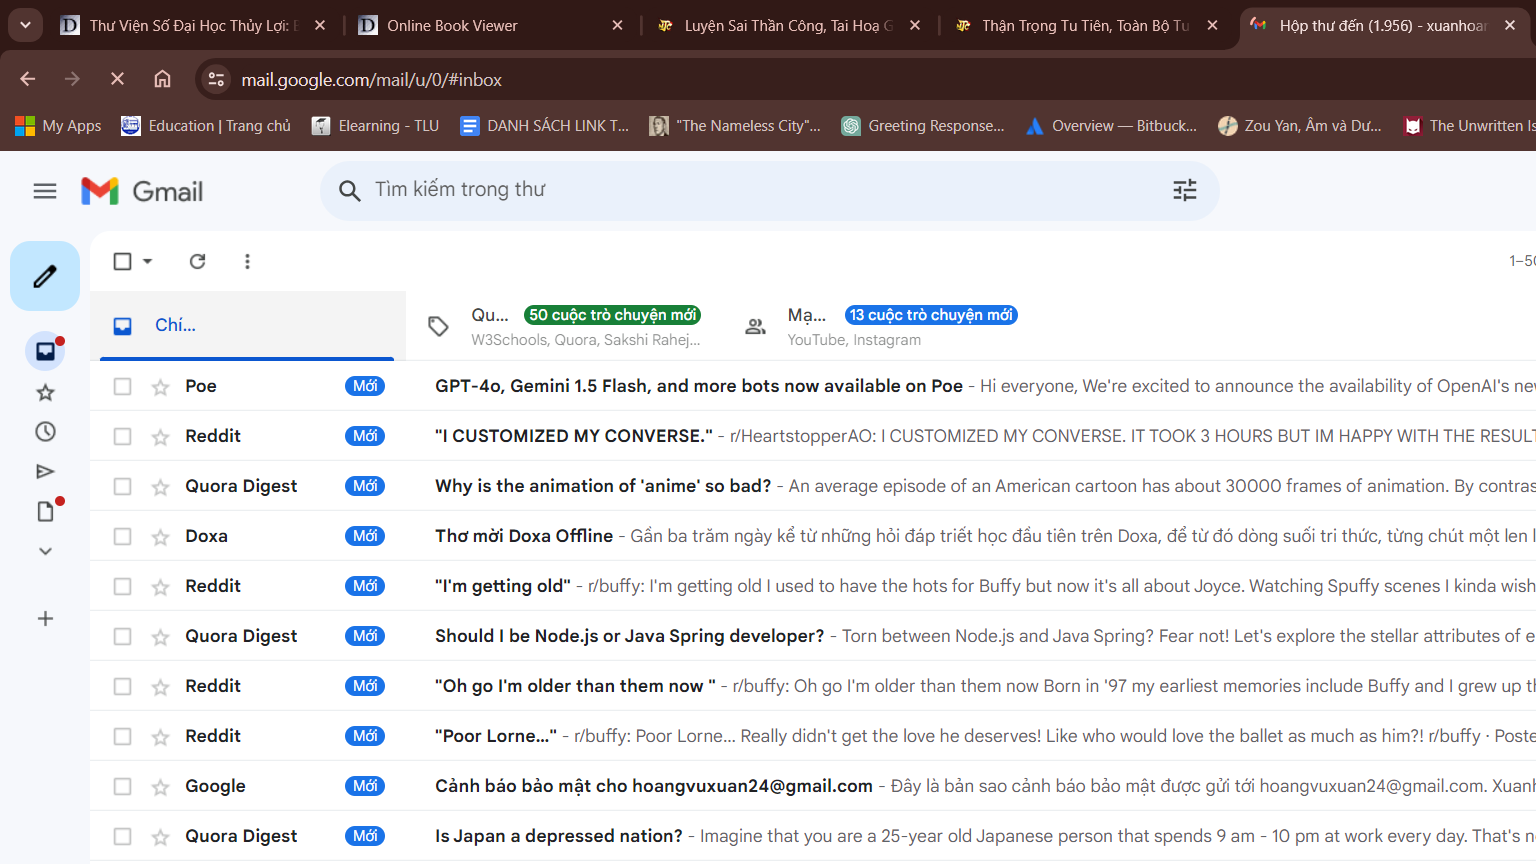 Thư Viện Số Đại Học Thủy Lợi:
Online Book Viewer
Luyện Sai Thần Công, Tai Hoạ G
Thận Trọng Tu Tiên, Toàn Bộ Tu
Hộp thư đến (1.956) - xuanhoan
mail.google.com/mail/u/0/#inbox
My Apps
Education | Trang chủ
Elearning - TLU
DANH SÁCH LINK T...
"The Nameless City"...
Greeting Response...
Overview — Bitbuck...
Zou Yan, Âm và Dư...
The Unwritten Is
Gmail
Tìm kiếm trong thư
1–50
Chí...
Qu... 50 cuộc trò chuyện mới
W3Schools, Quora, Sakshi Rahej...
Mạ... 13 cuộc trò chuyện mới
YouTube, Instagram
Poe Mới GPT-4o, Gemini 1.5 Flash, and more bots now available on Poe - Hi everyone, We're excited to announce the availability of OpenAI's new
Reddit Mới "I CUSTOMIZED MY CONVERSE." - r/HeartstopperAO: I CUSTOMIZED MY CONVERSE. IT TOOK 3 HOURS BUT IM HAPPY WITH THE RESULT
Quora Digest Mới Why is the animation of 'anime' so bad? - An average episode of an American cartoon has about 30000 frames of animation. By contras
Doxa Mới Thơ mời Doxa Offline - Gần ba trăm ngày kể từ những hỏi đáp triết học đầu tiên trên Doxa, để từ đó dòng suối tri thức, từng chút một len l
Reddit Mới "I'm getting old" - r/buffy: I'm getting old I used to have the hots for Buffy but now it's all about Joyce. Watching Spuffy scenes I kinda wish
Quora Digest Mới Should I be Node.js or Java Spring developer? - Torn between Node.js and Java Spring? Fear not! Let's explore the stellar attributes of e
Reddit Mới "Oh go I'm older than them now " - r/buffy: Oh go I'm older than them now Born in '97 my earliest memories include Buffy and I grew up th
Reddit Mới "Poor Lorne..." - r/buffy: Poor Lorne... Really didn't get the love he deserves! Like who would love the ballet as much as him?! r/buffy · Poste
Google Mới Cảnh báo bảo mật cho hoangvuxuan24@gmail.com - Đây là bản sao cảnh báo bảo mật được gửi tới hoangvuxuan24@gmail.com. Xuanh
Quora Digest Mới Is Japan a depressed nation? - Imagine that you are a 25-year old Japanese person that spends 9 am - 10 pm at work every day. That's n